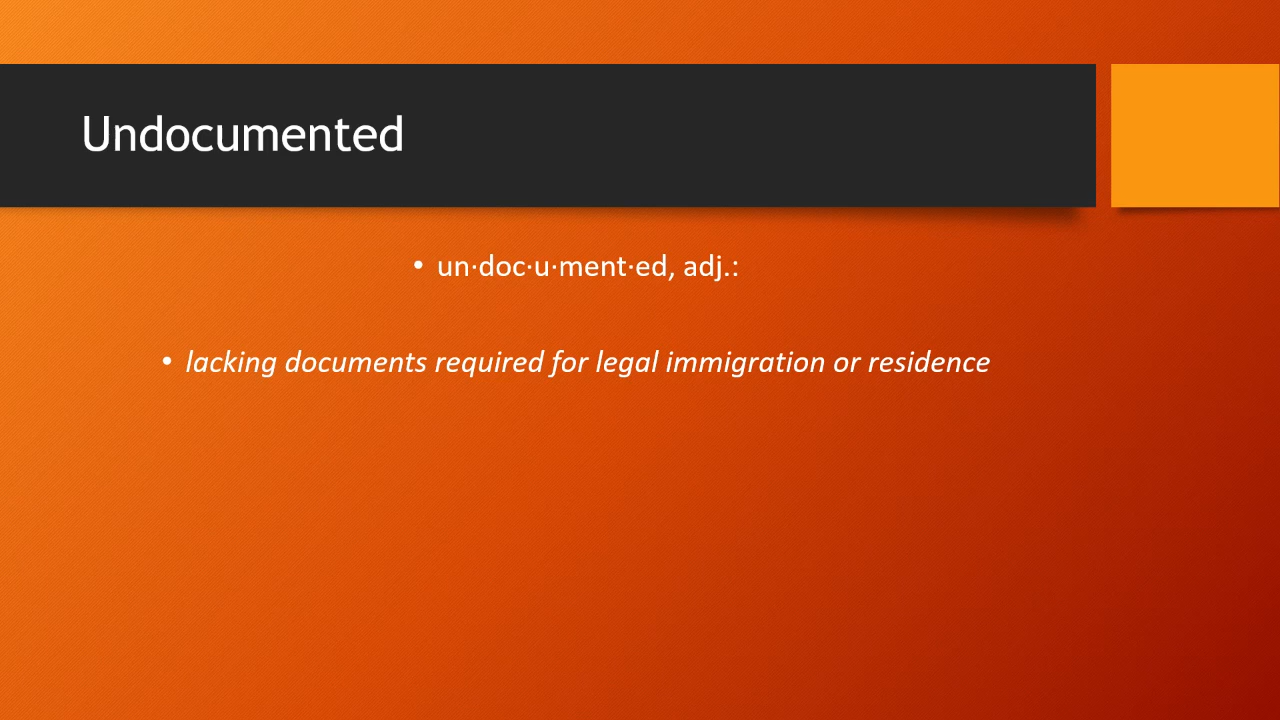 Undocumented
• un·doc·u·ment·ed, adj.:
• lacking documents required for legal immigration or residence